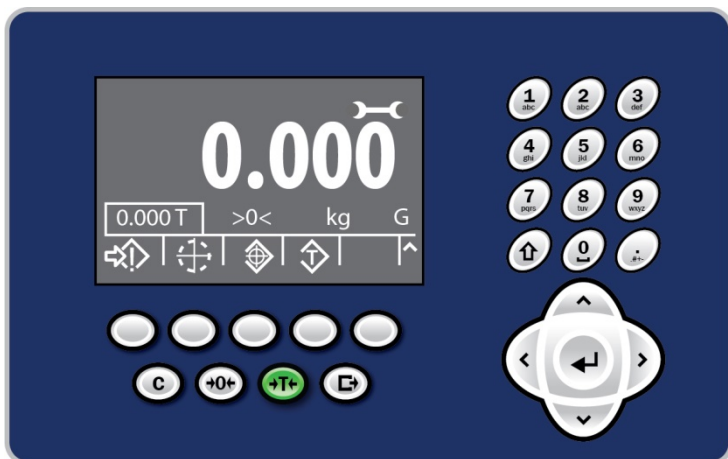 0.000
0.000 T >0< kg G
T
1 abc 2 abc 3 def
4 ghi 5 jkl 6 mno
7 pqrs 8 tuv 9 wxyz
0 . #+-
C →0← →T←